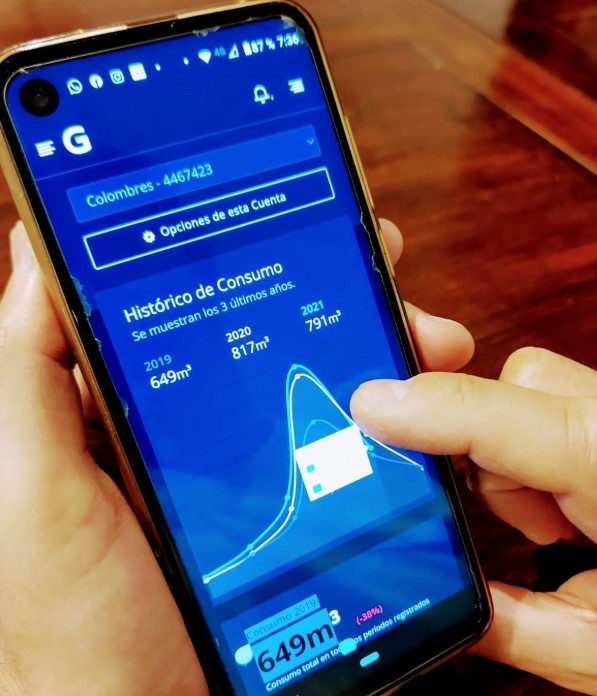 4G 87% 7:36
G
Colombres - 4467423
Opciones de esta Cuenta
Histórico de Consumo
Se muestran los 3 últimos años.
2019 2020 2021
649m³ 817m³ 791m³
Consumo 2019
649m3 (-38%)
Consumo total en todos los períodos registrados